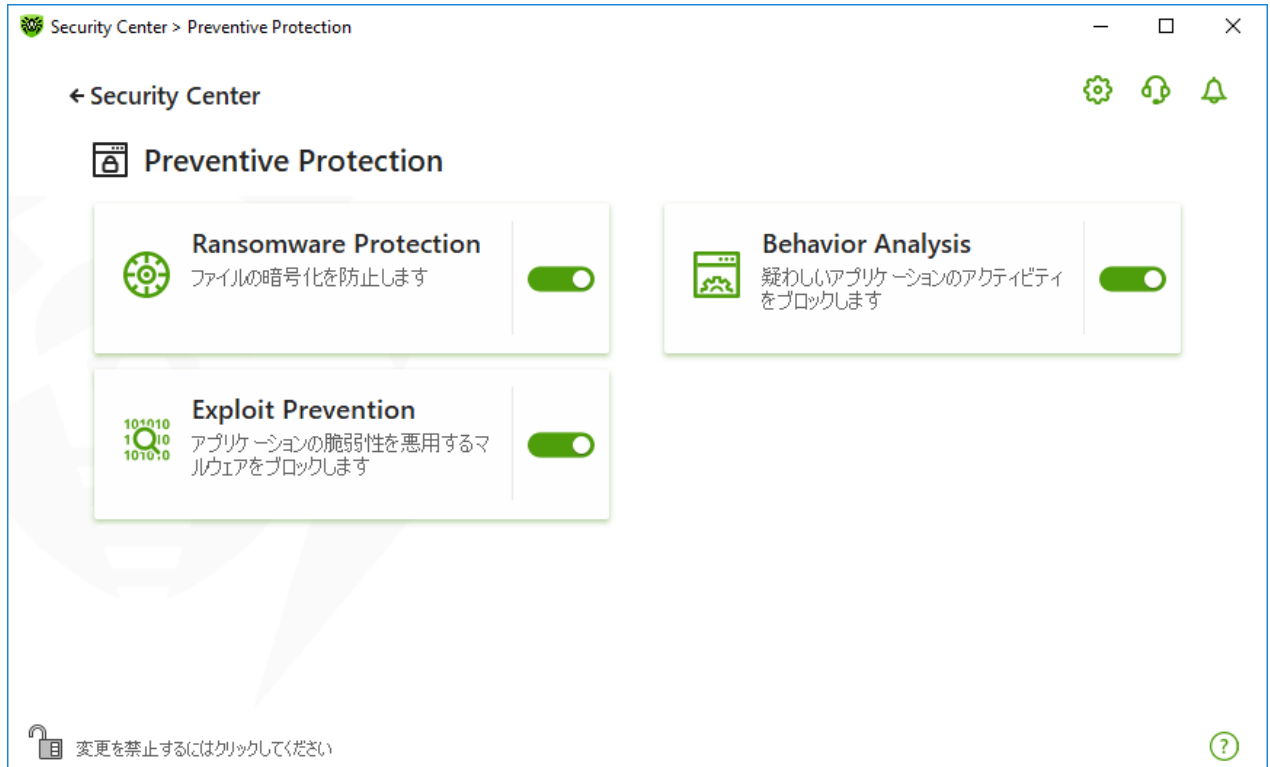 Security Center > Preventive Protection
Security Center
Preventive Protection
Ransomware Protection
ファイルの暗号化を防止します
Behavior Analysis
疑わしいアプリケーションのアクティビティ
をブロックします
Exploit Prevention
アプリケーションの脆弱性を悪用するマ
ルウェアをブロックします
101010
1 10
101010
変更を禁止するにはクリックしてください
?